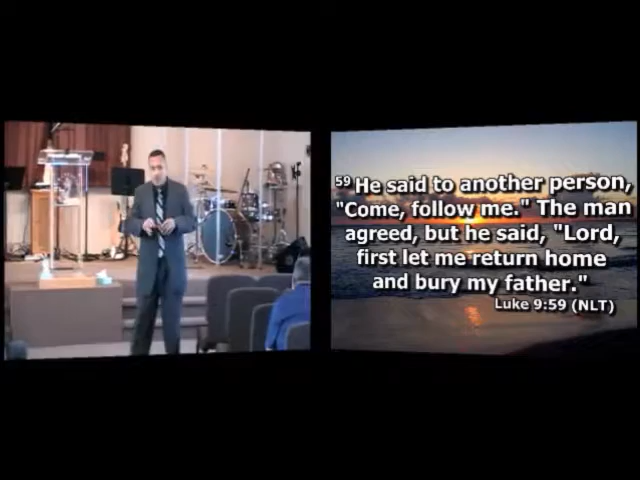 59 He said to another person,
"Come, follow me." The man
agreed, but he said, "Lord,
first let me return home
and bury my father."
Luke 9:59 (NLT)